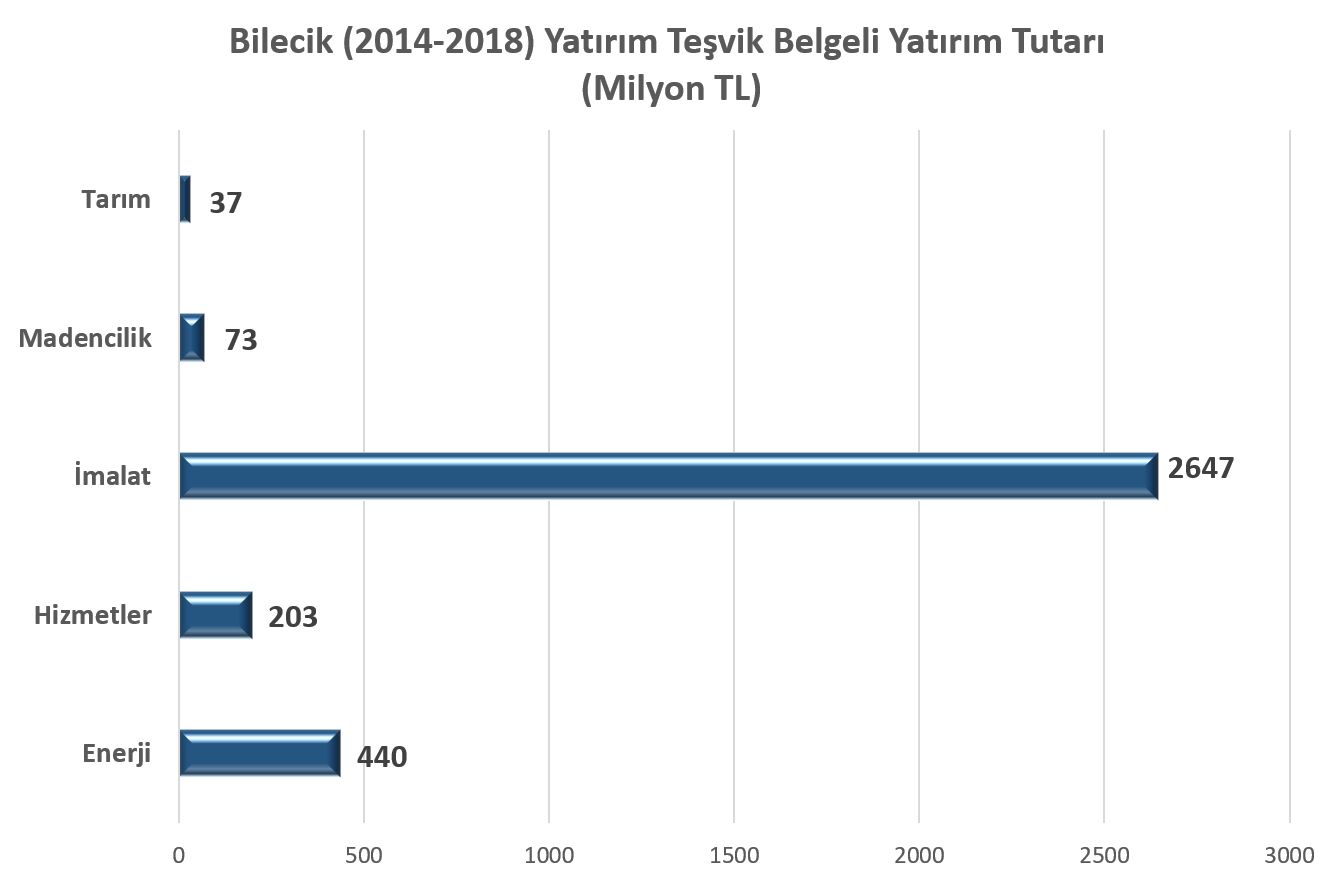 Bilecik (2014-2018) Yatırım Teşvik Belgeli Yatırım Tutarı
(Milyon TL)
Tarım 37
Madencilik 73
İmalat 2647
Hizmetler 203
Enerji 440
0 500 1000 1500 2000 2500 3000